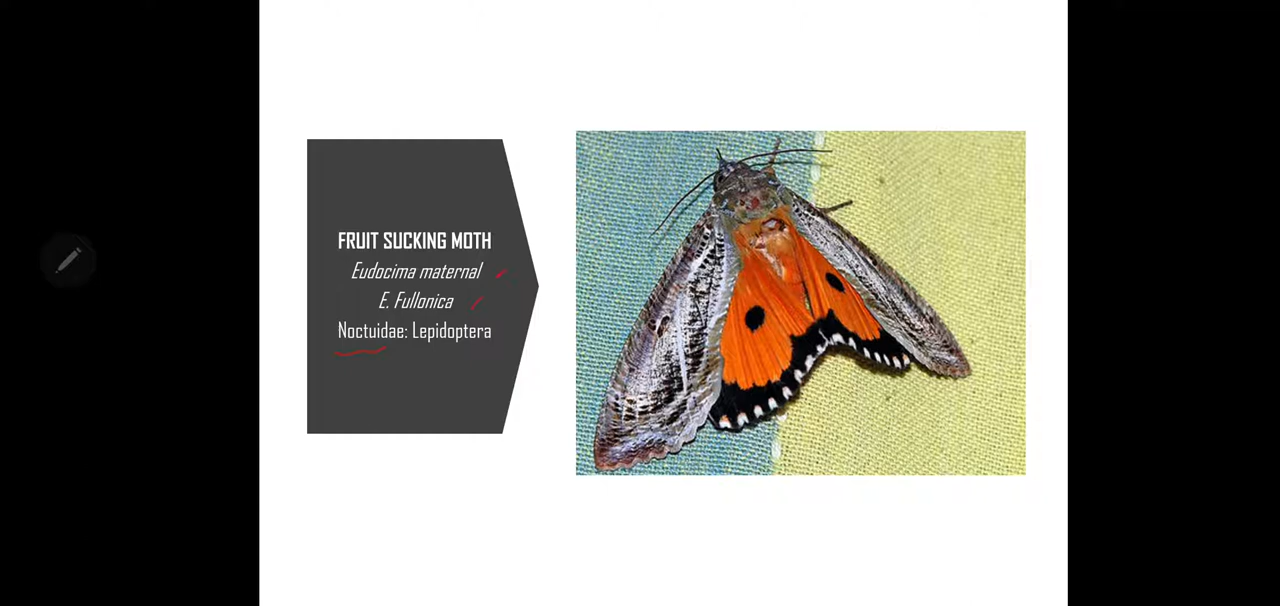 FRUIT SUCKING MOTH
Eudocima maternal
E. Fullonica
Noctuidae: Lepidoptera